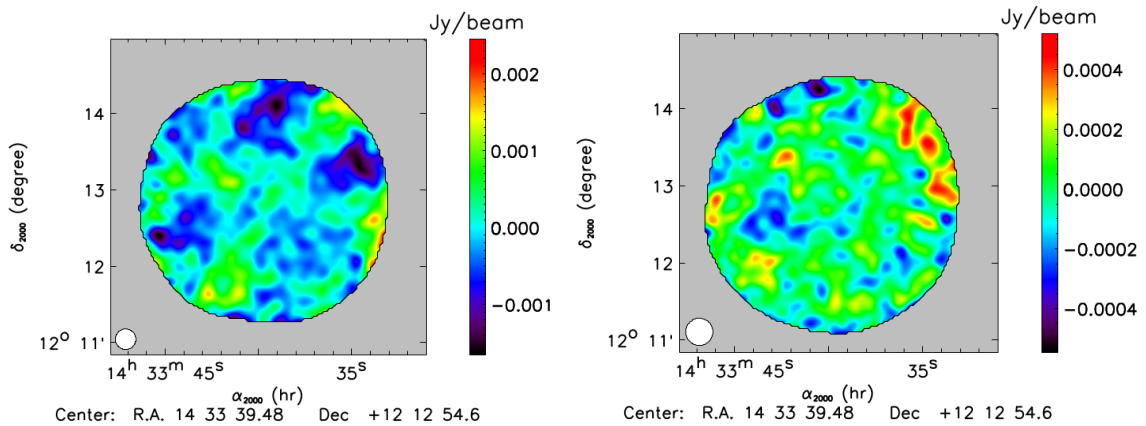 Jy/beam
0.002
0.001
0.000
−0.001
14
13
12
12° 11'
δ2000 (degree)
14h 33m 45s
35s
α2000 (hr)
Center: R.A. 14 33 39.48 Dec +12 12 54.6
Jy/beam
0.0004
0.0002
0.0000
−0.0002
−0.0004
14
13
12
12° 11'
δ2000 (degree)
14h 33m 45s
35s
α2000 (hr)
Center: R.A. 14 33 39.48 Dec +12 12 54.6